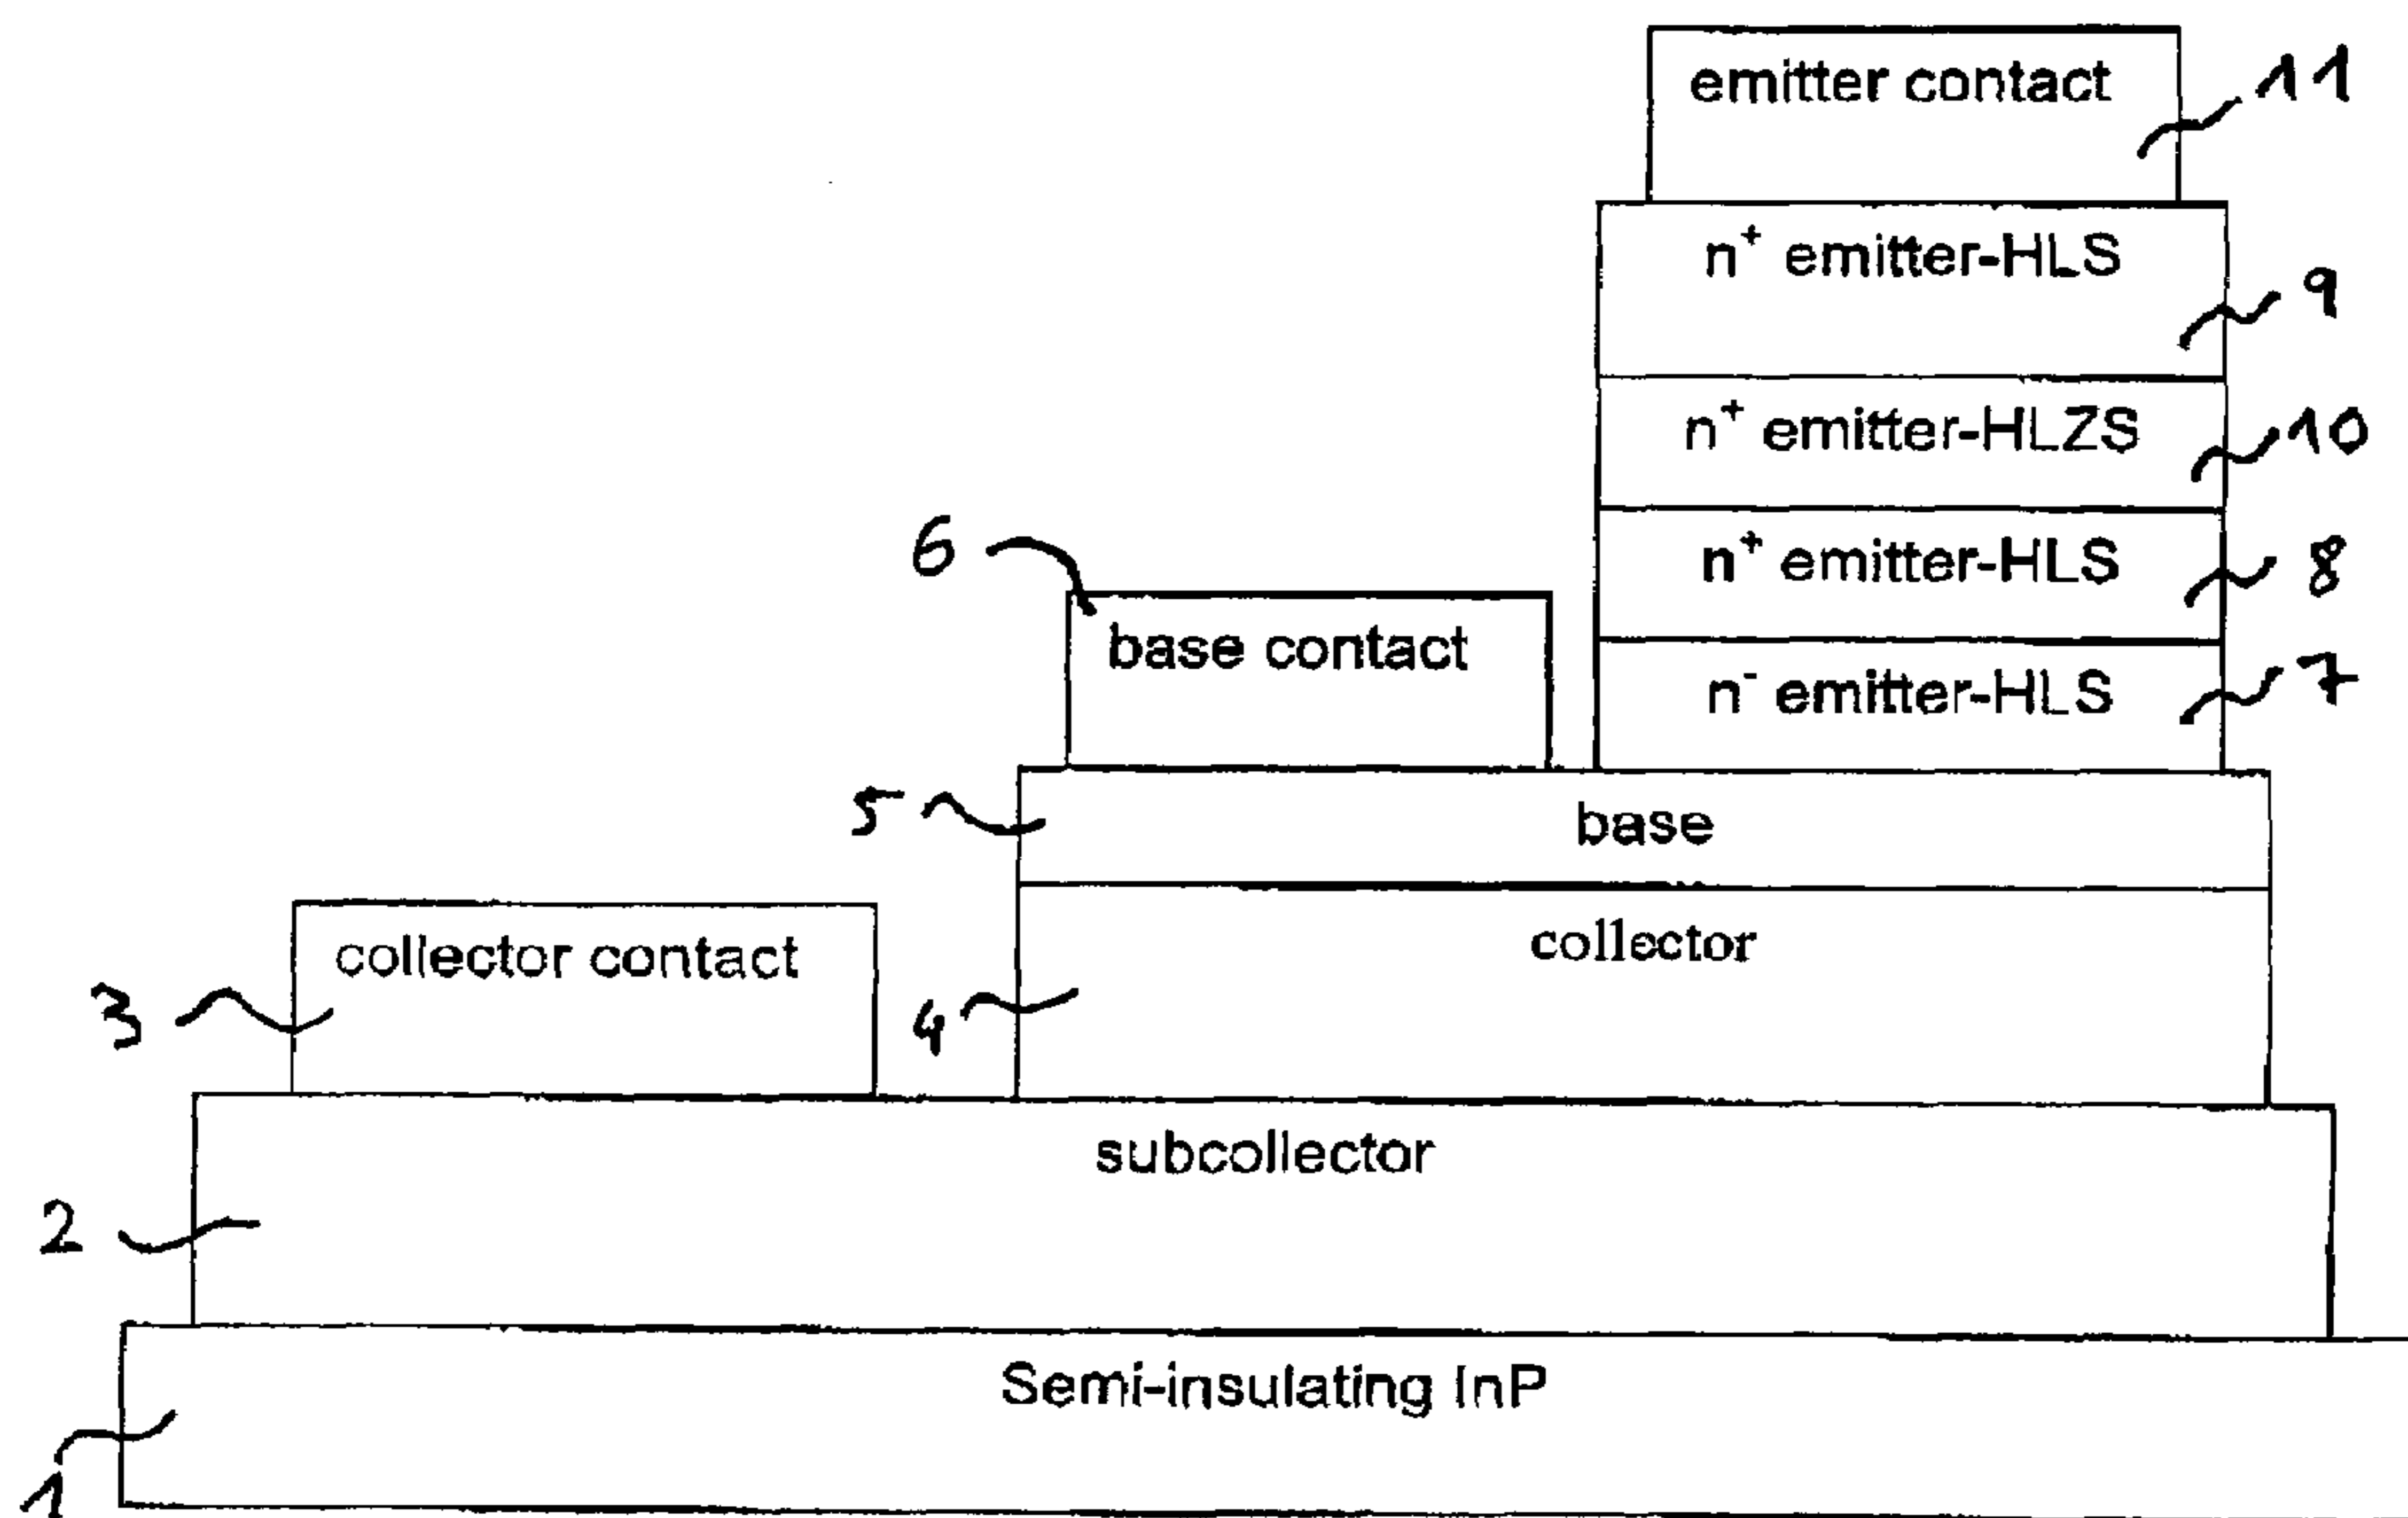 emitter contact
11
n⁺ emitter-HLS
9
n⁺ emitter-HLZS
10
n⁺ emitter-HLS
8
6
base contact
n⁻ emitter-HLS
7
5
base
collector contact
collector
3
4
subcollector
2
Semi-insulating InP
1